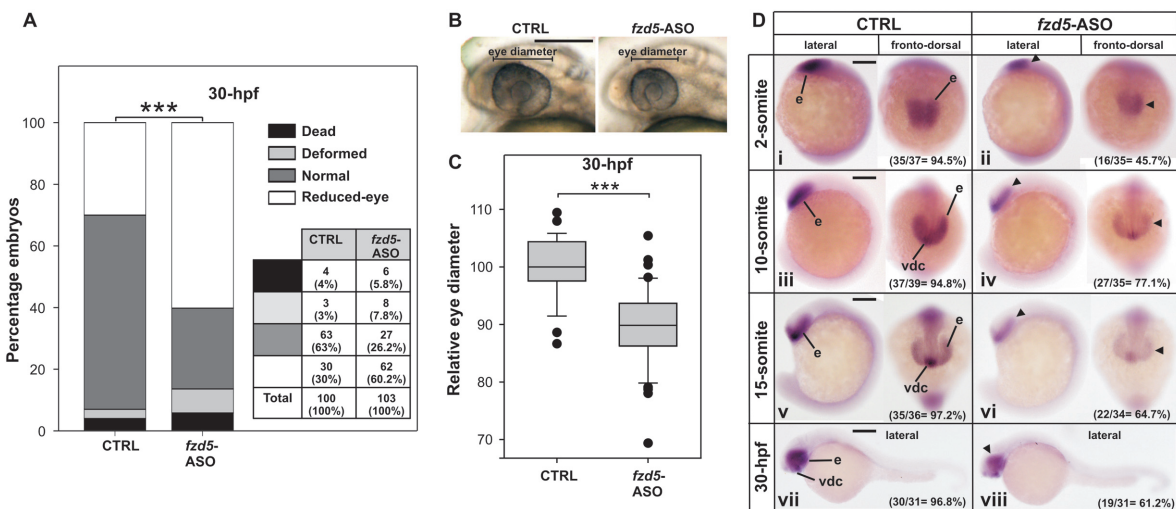 A
30-hpf
***
Percentage embryos
100
80
60
40
20
0
CTRL
fzd5-
ASO
Dead
Deformed
Normal
Reduced-eye
CTRL
fzd5-
ASO
4
(4%)
6
(5.8%)
3
(3%)
8
(7.8%)
63
(63%)
27
(26.2%)
30
(30%)
62
(60.2%)
Total
100
(100%)
103
(100%)
B
CTRL
fzd5-ASO
eye diameter
eye diameter
C
30-hpf
***
Relative eye diameter
110
100
90
80
70
CTRL
fzd5-
ASO
D
CTRL
fzd5-ASO
lateral
fronto-dorsal
lateral
fronto-dorsal
2-somite
e
e
i
(35/37= 94.5%)
ii
(16/35= 45.7%)
10-somite
e
e
vdc
iii
(37/39= 94.8%)
iv
(27/35= 77.1%)
15-somite
e
e
vdc
v
(35/36= 97.2%)
vi
(22/34= 64.7%)
30-hpf
lateral
e
vdc
vii
(30/31= 96.8%)
lateral
viii
(19/31= 61.2%)